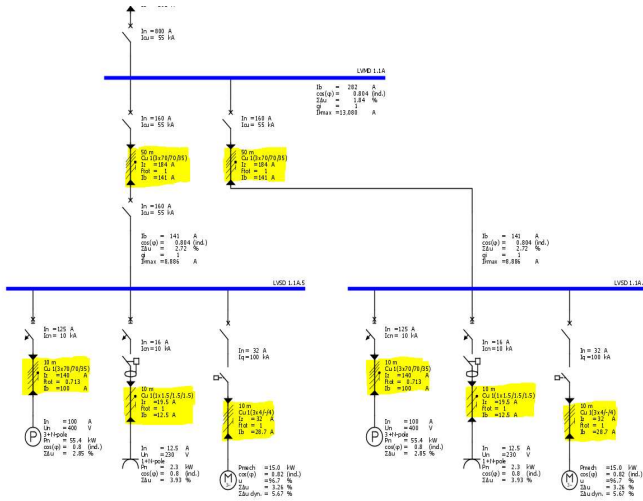 In = 800 A
Icu = 55 kA
LVMD 1.1A
Ib = 282 A
cos(φ) = 0.804 (ind.)
ΣΔu = 1.84 %
gi = 1
Ik"max =13.080 A
In =160 A
Icu= 55 kA
In =160 A
Icu= 55 kA
50 m
Cu 1(3x70/70/35)
Iz =184 A
ftot = 1
Ib =141 A
50 m
Cu 1(3x70/70/35)
Iz =184 A
ftot = 1
Ib =141 A
In =160 A
Icu= 55 kA
Ib = 141 A
cos(φ) = 0.804 (ind.)
ΣΔu = 2.72 %
gi = 1
Ib = 141 A
cos(φ) = 0.804 (ind.)
ΣΔu = 2.72 %
gi = 1
LVSD 1.1A.5
LVSD 1.1A.
In =125 A
Icn= 10 kA
In =16 A
Icn=10 kA
In = 32 A
Iq =100 kA
In =125 A
Icn= 10 kA
In =16 A
Icn=10 kA
In = 32 A
Iq =100 kA
10 m
Cu 1(3x70/70/35)
Iz =140 A
ftot = 0.713
Ib =100 A
10 m
Cu 1(1x1.5/1.5/1.5)
Iz =19.5 A
ftot = 1
Ib =12.5 A
10 m
Cu 1(3x4/-/4)
Iz =32 A
ftot = 1
Ib =28.7 A
10 m
Cu 1(3x70/70/35)
Iz =140 A
ftot = 0.713
Ib =100 A
10 m
Cu 1(1x1.5/1.5/1.5)
Iz =19.5 A
ftot = 1
Ib =12.5 A
10 m
Cu 1(3x4/-/4)
Iz =32 A
ftot = 1
Ib =28.7 A
P
In =100 A
Un =400 V
3+N-pole
Pn = 55.4 kW
cos(φ)= 0.8 (ind.)
ΣΔu = 2.85 %
In = 12.5 A
Un =230 V
1+N-pole
Pn = 2.3 kW
cos(φ)= 0.8 (ind.)
ΣΔu = 3.93 %
M
Pmech =15.0 kW
cos(φ) = 0.82 (ind.)
=96.7 %
ΣΔu = 3.26 %
ΣΔu dyn. = 5.67 %
P
In =100 A
Un =400 V
3+N-pole
Pn = 55.4 kW
cos(φ)= 0.8 (ind.)
ΣΔu = 2.85 %
In = 12.5 A
Un =230 V
1+N-pole
Pn = 2.3 kW
cos(φ)= 0.8 (ind.)
ΣΔu = 3.93 %
M
Pmech =15.0 kW
cos(φ) = 0.82 (ind.)
=96.7 %
ΣΔu = 3.26 %
ΣΔu dyn. = 5.67 %